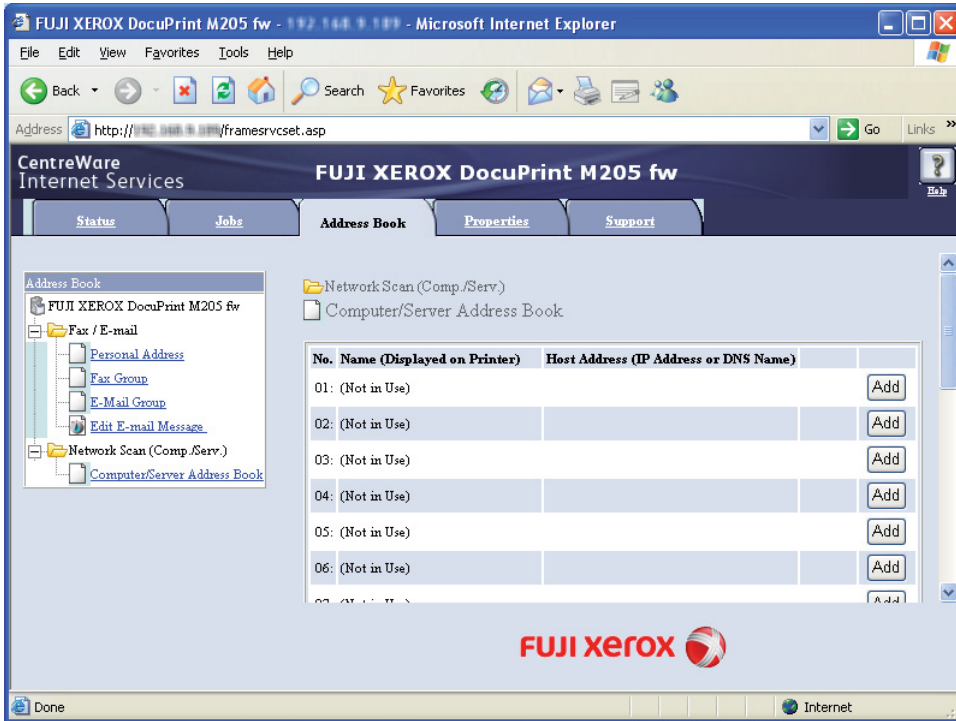 FUJI XEROX DocuPrint M205 fw - - Microsoft Internet Explorer
File Edit View Favorites Tools Help
Back Search Favorites
Address http:// /framesrvcset.asp Go Links »
CentreWare
Internet Services
FUJI XEROX DocuPrint M205 fw
Help
Status Jobs Address Book Properties Support
Address Book
FUJI XEROX DocuPrint M205 fw
Fax / E-mail
Personal Address
Fax Group
E-Mail Group
Edit E-mail Message
Network Scan (Comp./Serv.)
Computer/Server Address Book
Network Scan (Comp./Serv.)
Computer/Server Address Book
No. Name (Displayed on Printer) Host Address (IP Address or DNS Name)
01: (Not in Use) Add
02: (Not in Use) Add
03: (Not in Use) Add
04: (Not in Use) Add
05: (Not in Use) Add
06: (Not in Use) Add
FUJI xerox
Done Internet